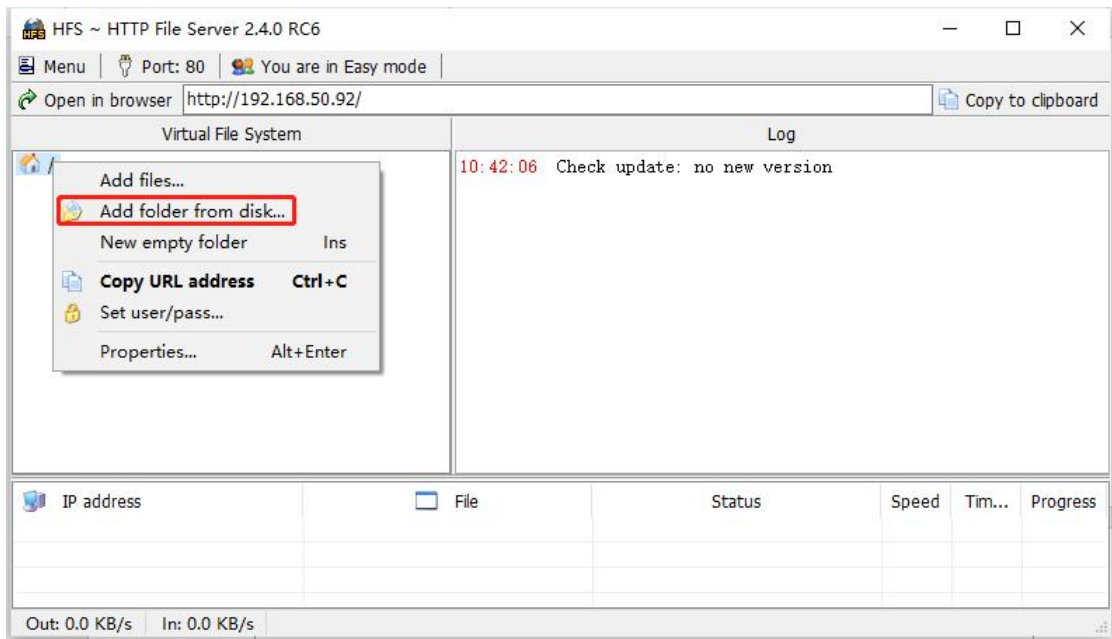 HFS ~ HTTP File Server 2.4.0 RC6
Menu Port: 80 You are in Easy mode
Open in browser http://192.168.50.92/ Copy to clipboard
Virtual File System Log
/ 10:42:06 Check update: no new version
Add files...
Add folder from disk...
New empty folder Ins
Copy URL address Ctrl+C
Set user/pass...
Properties... Alt+Enter
IP address File Status Speed Tim... Progress
Out: 0.0 KB/s In: 0.0 KB/s